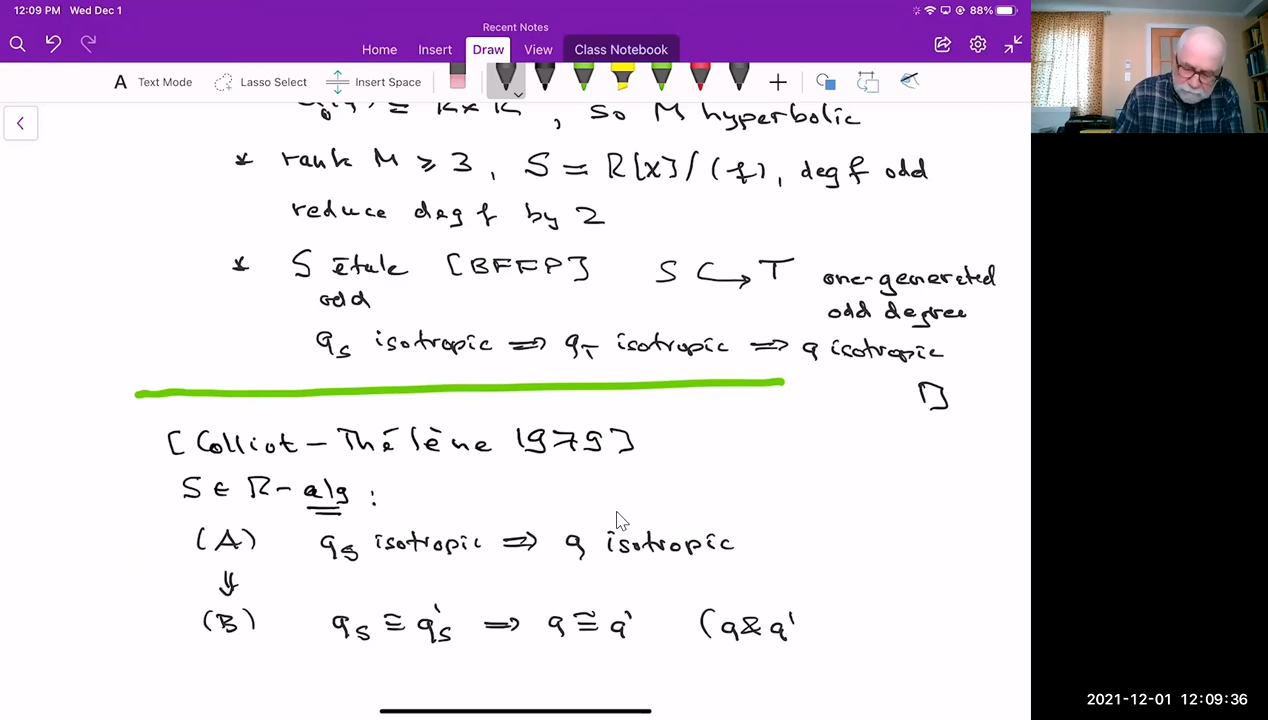 12:09 PM Wed Dec 1
88%
Recent Notes
Home Insert Draw View Class Notebook
Text Mode Lasso Select Insert Space
≅ K × K , so M hyperbolic
* rank M ≥ 3, S = R[x]/(f), deg f odd
reduce deg f by 2
* S étale [BFFP] S ↪ T one-generated
odd odd degree
q_S isotropic ⇒ q_T isotropic ⇒ q isotropic
[Colliot-Thélène 1979]
S ∈ R-alg :
(A) q_S isotropic ⇒ q isotropic
⇓
(B) q_S ≅ q'_S ⇒ q ≅ q' (q & q'
2021-12-01 12:09:36